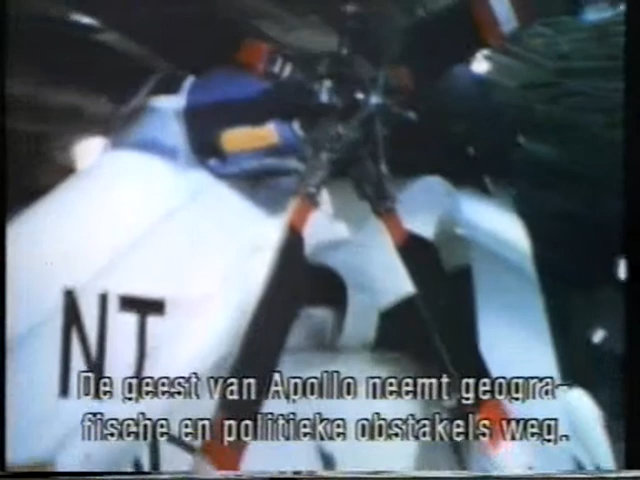 NT
De geest van Apollo neemt geogra-
fische en politieke obstakels weg.